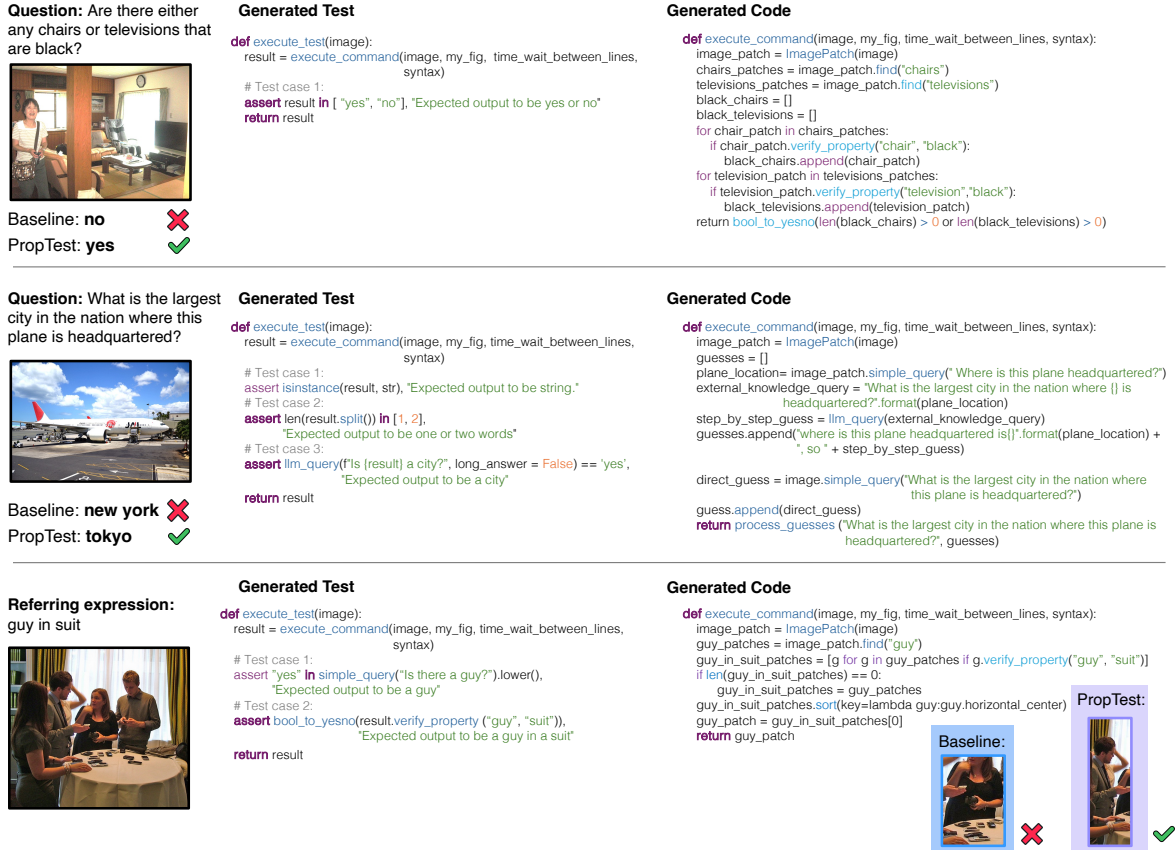 Question: Are there either
any chairs or televisions that
are black?
Baseline: no
PropTest: yes
Generated Test
def execute_test(image):
result = execute_command(image, my_fig, time_wait_between_lines,
syntax)
# Test case 1:
assert result in [ "yes", "no"], "Expected output to be yes or no"
return result
Generated Code
def execute_command(image, my_fig, time_wait_between_lines, syntax):
image_patch = ImagePatch(image)
chairs_patches = image_patch.find("chairs")
televisions_patches = image_patch.find("televisions")
black_chairs = []
black_televisions = []
for chair_patch in chairs_patches:
if chair_patch.verify_property("chair", "black"):
black_chairs.append(chair_patch)
for television_patch in televisions_patches:
if television_patch.verify_property("television","black"):
black_televisions.append(television_patch)
return bool_to_yesno(len(black_chairs) > 0 or len(black_televisions) > 0)
Question: What is the largest
city in the nation where this
plane is headquartered?
JAL
Baseline: new york
PropTest: tokyo
Generated Test
def execute_test(image):
result = execute_command(image, my_fig, time_wait_between_lines,
syntax)
# Test case 1:
assert isinstance(result, str), "Expected output to be string."
# Test case 2:
assert len(result.split()) in [1, 2],
"Expected output to be one or two words"
# Test case 3:
assert llm_query(f"Is {result} a city?", long_answer = False) == 'yes',
"Expected output to be a city"
return result
Generated Code
def execute_command(image, my_fig, time_wait_between_lines, syntax):
image_patch = ImagePatch(image)
guesses = []
plane_location= image_patch.simple_query(" Where is this plane headquartered?")
external_knowledge_query = "What is the largest city in the nation where {} is
headquartered?".format(plane_location)
step_by_step_guess = llm_query(external_knowledge_query)
guesses.append("where is this plane headquartered is{}".format(plane_location) +
", so " + step_by_step_guess)
direct_guess = image.simple_query("What is the largest city in the nation where
this plane is headquartered?")
guess.append(direct_guess)
return process_guesses ("What is the largest city in the nation where this plane is
headquartered?", guesses)
Referring expression:
guy in suit
Generated Test
def execute_test(image):
result = execute_command(image, my_fig, time_wait_between_lines,
syntax)
# Test case 1:
assert "yes" in simple_query("Is there a guy?").lower(),
"Expected output to be a guy"
# Test case 2:
assert bool_to_yesno(result.verify_property ("guy", "suit")),
"Expected output to be a guy in a suit"
return result
Generated Code
def execute_command(image, my_fig, time_wait_between_lines, syntax):
image_patch = ImagePatch(image)
guy_patches = image_patch.find("guy")
guy_in_suit_patches = [g for g in guy_patches if g.verify_property("guy", "suit")]
if len(guy_in_suit_patches) == 0:
guy_in_suit_patches = guy_patches
guy_in_suit_patches.sort(key=lambda guy:guy.horizontal_center)
guy_patch = guy_in_suit_patches[0]
return guy_patch
Baseline:
PropTest: